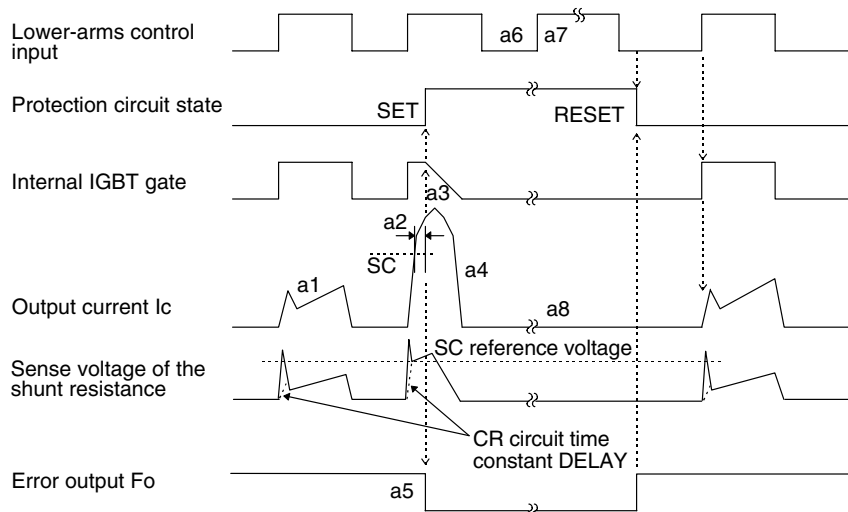 Lower-arms control
input
a6
a7
Protection circuit state
SET
RESET
Internal IGBT gate
a3
a2
SC
a4
a1
Output current Ic
a8
SC reference voltage
Sense voltage of the
shunt resistance
CR circuit time
constant DELAY
Error output Fo
a5